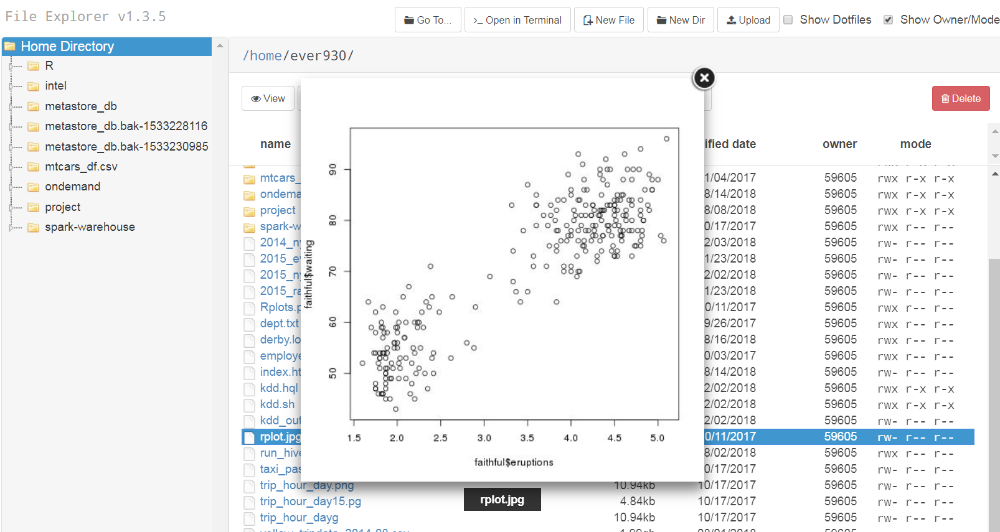 File Explorer v1.3.5
Go To...
>_ Open in Terminal
New File
New Dir
Upload
Show Dotfiles
Show Owner/Mode
Home Directory
R
intel
metastore_db
metastore_db.bak-1533228116
metastore_db.bak-1533230985
mtcars_df.csv
ondemand
project
spark-warehouse
/home/ever930/
View
Delete
name
ified date
owner
mode
mtcars_ 1/04/2017 59605 rwx r-x r-x
ondema 8/14/2018 59605 rwx r-x r-x
project 8/08/2018 59605 rwx r-x r-x
spark-w 0/17/2017 59605 rwx r-- r--
2014_ny 2/03/2018 59605 rw- r-- r--
2015_ev 1/23/2018 59605 rw- r-- r--
2015_ny 2/02/2018 59605 rw- r-- r--
2015_ra 1/23/2018 59605 rw- r-- r--
Rplots.p 0/11/2017 59605 rwx r-- r--
dept.txt 9/26/2017 59605 rwx r-- r--
derby.lo 8/16/2018 59605 rwx r-- r--
employe 0/03/2017 59605 rwx r-- r--
index.ht 8/14/2018 59605 rw- r-- r--
kdd.hql 2/02/2018 59605 rwx r-x r-x
kdd.sh 2/02/2018 59605 rwx r-x r-x
kdd_out 2/02/2018 59605 rw- r-- r--
rplot.jpg 0/11/2017 59605 rw- r-- r--
run_hive 8/02/2018 59605 rwx r-- r--
taxi_pas 0/17/2017 59605 rw- r-- r--
trip_hour_day.png 10.94kb 10/17/2017 59605 rw- r-- r--
trip_hour_day15.pg 4.84kb 10/17/2017 59605 rw- r-- r--
trip_hour_dayg 10.94kb 10/17/2017 59605 rw- r-- r--
faithful$waiting
90
80
70
60
50
1.5 2.0 2.5 3.0 3.5 4.0 4.5 5.0
faithful$eruptions
rplot.jpg